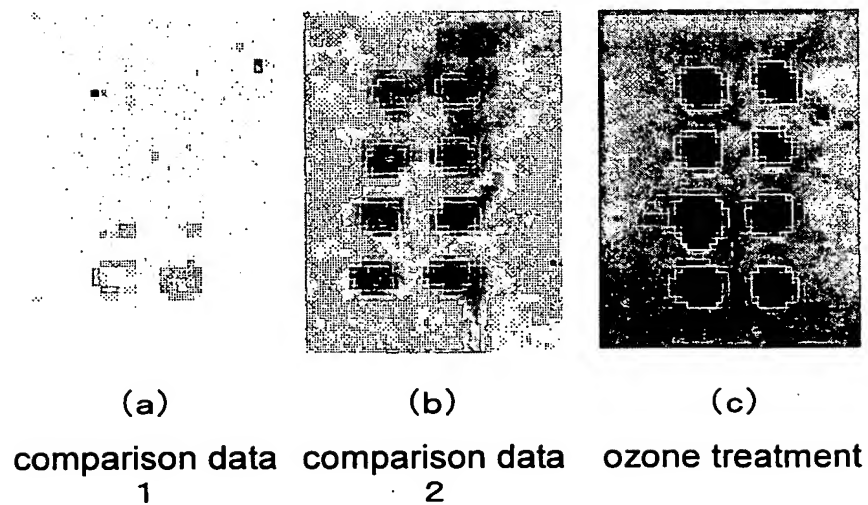 (a) (b) (c)
comparison data comparison data ozone treatment
1 2